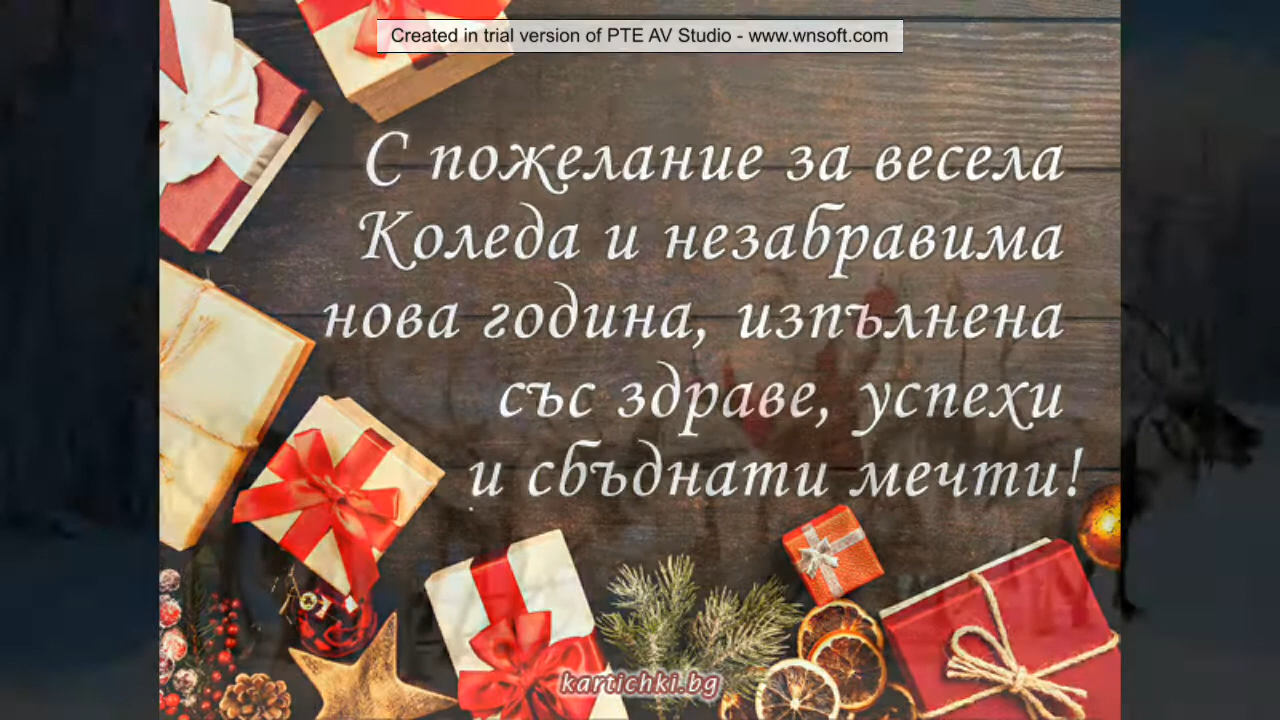 Created in trial version of PTE AV Studio - www.wnsoft.com
С пожелание за весела
Коледа и незабравима
нова година, изпълнена
със здраве, успехи
и сбъднати мечти!
kartichki.bg